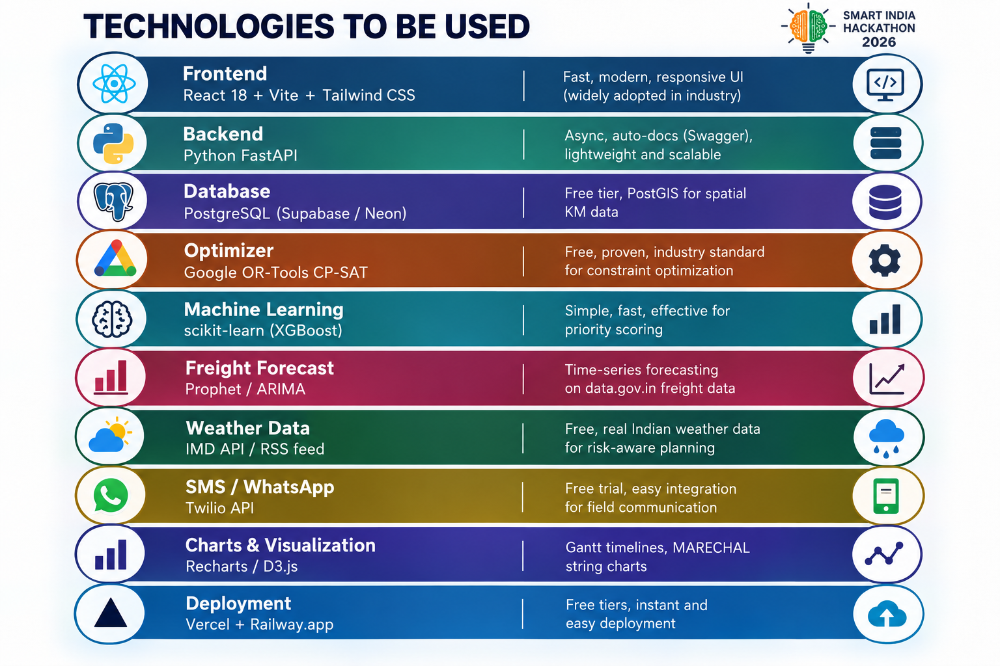 TECHNOLOGIES TO BE USED
SMART INDIA
HACKATHON
2026
Frontend
React 18 + Vite + Tailwind CSS
Fast, modern, responsive UI
(widely adopted in industry)
</>
Backend
Python FastAPI
Async, auto-docs (Swagger),
lightweight and scalable
Database
PostgreSQL (Supabase / Neon)
Free tier, PostGIS for spatial
KM data
Optimizer
Google OR-Tools CP-SAT
Free, proven, industry standard
for constraint optimization
Machine Learning
scikit-learn (XGBoost)
Simple, fast, effective for
priority scoring
Freight Forecast
Prophet / ARIMA
Time-series forecasting
on data.gov.in freight data
Weather Data
IMD API / RSS feed
Free, real Indian weather data
for risk-aware planning
SMS / WhatsApp
Twilio API
Free trial, easy integration
for field communication
Charts & Visualization
Recharts / D3.js
Gantt timelines, MARECHAL
string charts
Deployment
Vercel + Railway.app
Free tiers, instant and
easy deployment